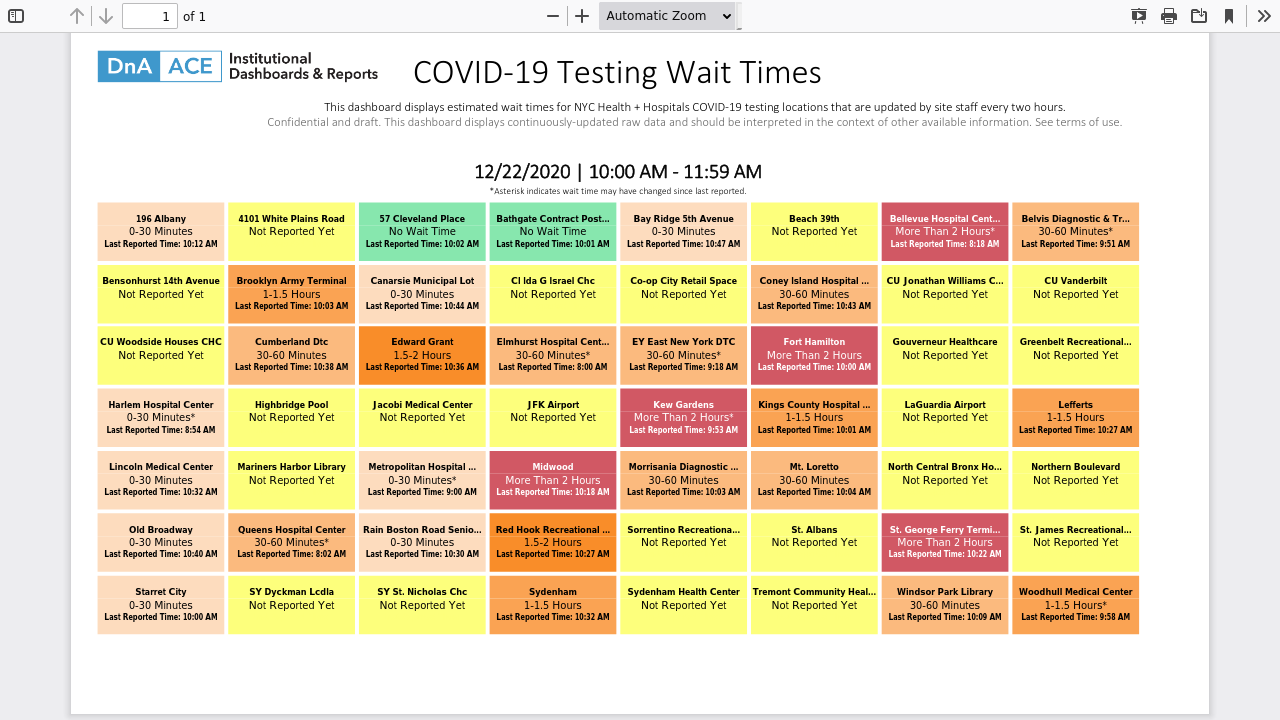 1 of 1 Automatic Zoom
DnA ACE Institutional
Dashboards & Reports
COVID-19 Testing Wait Times
This dashboard displays estimated wait times for NYC Health + Hospitals COVID-19 testing locations that are updated by site staff every two hours.
Confidential and draft. This dashboard displays continuously-updated raw data and should be interpreted in the context of other available information. See terms of use.
12/22/2020 | 10:00 AM - 11:59 AM
*Asterisk indicates wait time may have changed since last reported.
196 Albany
0-30 Minutes
Last Reported Time: 10:12 AM
4101 White Plains Road
Not Reported Yet
57 Cleveland Place
No Wait Time
Last Reported Time: 10:02 AM
Bathgate Contract Post...
No Wait Time
Last Reported Time: 10:01 AM
Bay Ridge 5th Avenue
0-30 Minutes
Last Reported Time: 10:47 AM
Beach 39th
Not Reported Yet
Bellevue Hospital Cent...
More Than 2 Hours*
Last Reported Time: 8:18 AM
Belvis Diagnostic & Tr...
30-60 Minutes*
Last Reported Time: 9:51 AM
Bensonhurst 14th Avenue
Not Reported Yet
Brooklyn Army Terminal
1-1.5 Hours
Last Reported Time: 10:03 AM
Canarsie Municipal Lot
0-30 Minutes
Last Reported Time: 10:44 AM
CI Ida G Israel Chc
Not Reported Yet
Co-op City Retail Space
Not Reported Yet
Coney Island Hospital ...
30-60 Minutes
Last Reported Time: 10:43 AM
CU Jonathan Williams C...
Not Reported Yet
CU Vanderbilt
Not Reported Yet
CU Woodside Houses CHC
Not Reported Yet
Cumberland Dtc
30-60 Minutes
Last Reported Time: 10:38 AM
Edward Grant
1.5-2 Hours
Last Reported Time: 10:36 AM
Elmhurst Hospital Cent...
30-60 Minutes*
Last Reported Time: 8:00 AM
EY East New York DTC
30-60 Minutes*
Last Reported Time: 9:18 AM
Fort Hamilton
More Than 2 Hours
Last Reported Time: 10:00 AM
Gouverneur Healthcare
Not Reported Yet
Greenbelt Recreational...
Not Reported Yet
Harlem Hospital Center
0-30 Minutes*
Last Reported Time: 8:54 AM
Highbridge Pool
Not Reported Yet
Jacobi Medical Center
Not Reported Yet
JFK Airport
Not Reported Yet
Kew Gardens
More Than 2 Hours*
Last Reported Time: 9:53 AM
Kings County Hospital ...
1-1.5 Hours
Last Reported Time: 10:01 AM
LaGuardia Airport
Not Reported Yet
Lefferts
1-1.5 Hours
Last Reported Time: 10:27 AM
Lincoln Medical Center
0-30 Minutes
Last Reported Time: 10:32 AM
Mariners Harbor Library
Not Reported Yet
Metropolitan Hospital ...
0-30 Minutes*
Last Reported Time: 9:00 AM
Midwood
More Than 2 Hours
Last Reported Time: 10:18 AM
Morrisania Diagnostic ...
30-60 Minutes
Last Reported Time: 10:03 AM
Mt. Loretto
30-60 Minutes
Last Reported Time: 10:04 AM
North Central Bronx Ho...
Not Reported Yet
Northern Boulevard
Not Reported Yet
Old Broadway
0-30 Minutes
Last Reported Time: 10:40 AM
Queens Hospital Center
30-60 Minutes*
Last Reported Time: 8:02 AM
Rain Boston Road Senio...
0-30 Minutes
Last Reported Time: 10:30 AM
Red Hook Recreational ...
1.5-2 Hours
Last Reported Time: 10:27 AM
Sorrentino Recreationa...
Not Reported Yet
St. Albans
Not Reported Yet
St. George Ferry Termi...
More Than 2 Hours
Last Reported Time: 10:22 AM
St. James Recreational...
Not Reported Yet
Starret City
0-30 Minutes
Last Reported Time: 10:00 AM
SY Dyckman Lcdla
Not Reported Yet
SY St. Nicholas Chc
Not Reported Yet
Sydenham
1-1.5 Hours
Last Reported Time: 10:32 AM
Sydenham Health Center
Not Reported Yet
Tremont Community Heal...
Not Reported Yet
Windsor Park Library
30-60 Minutes
Last Reported Time: 10:09 AM
Woodhull Medical Center
1-1.5 Hours*
Last Reported Time: 9:58 AM